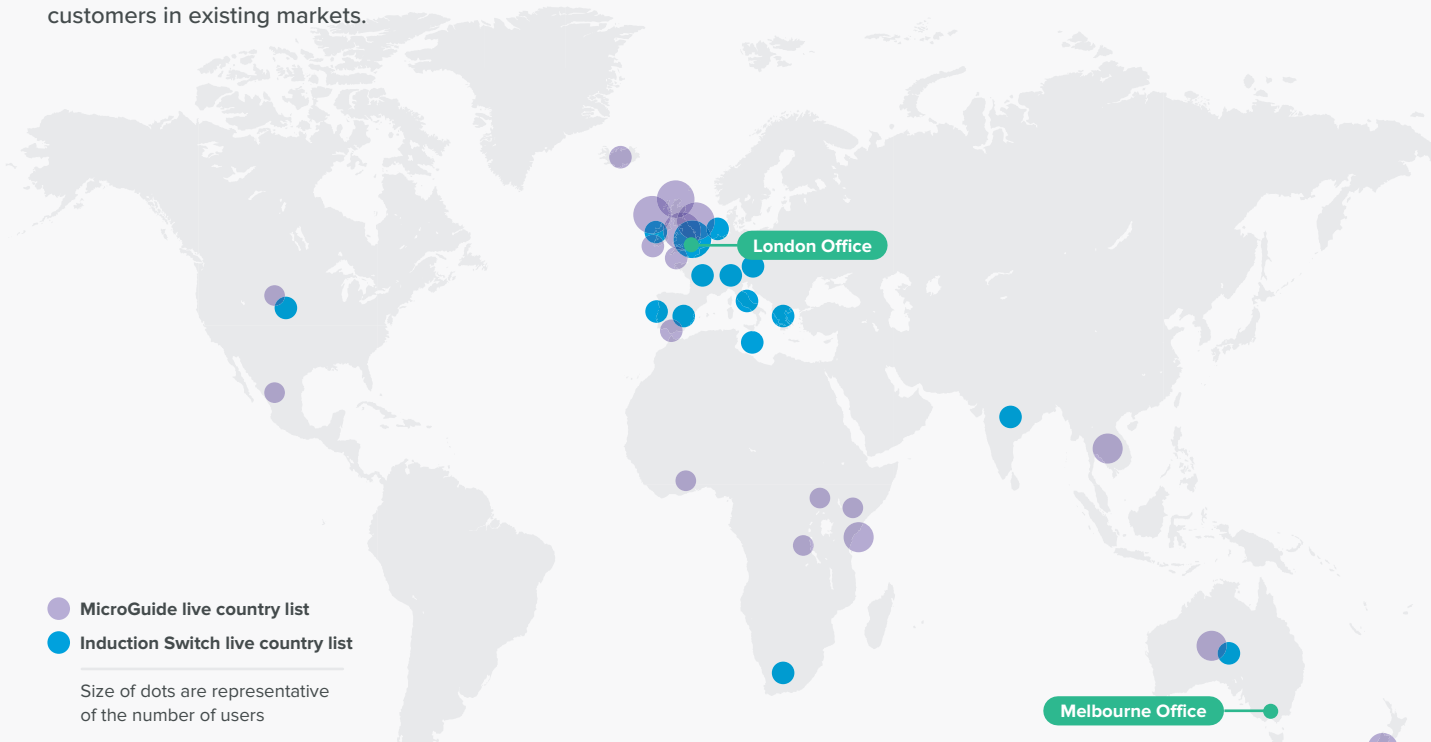 customers in existing markets.
London Office
MicroGuide live country list
Induction Switch live country list
Size of dots are representative
of the number of users
Melbourne Office